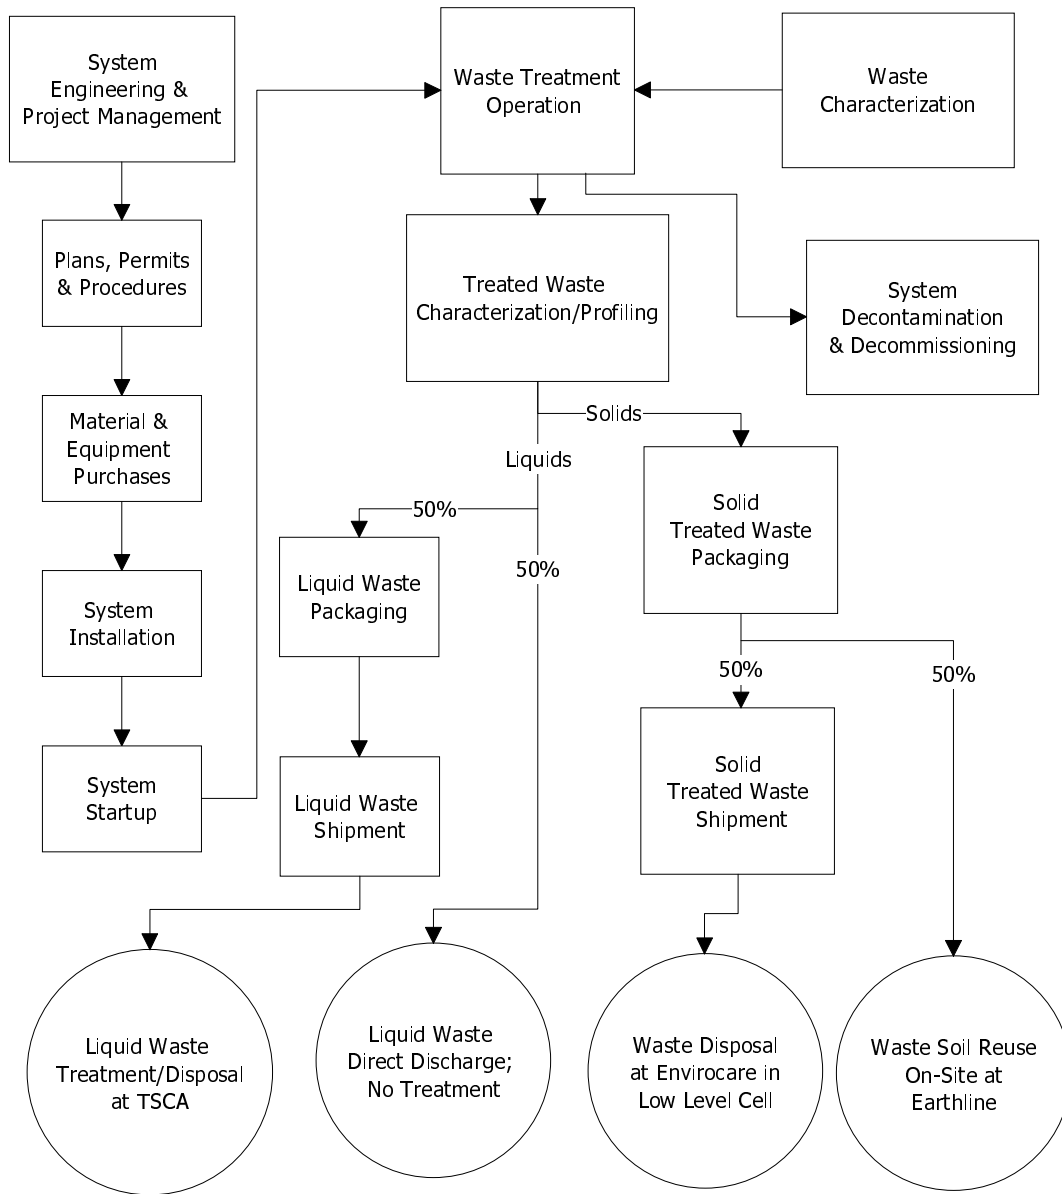 System
Engineering &
Project Management
Waste Treatment
Operation
Waste
Characterization
Plans, Permits
& Procedures
Treated Waste
Characterization/Profiling
System
Decontamination
& Decommissioning
Material &
Equipment
Purchases
Solids
Liquids
50%
50%
Solid
Treated Waste
Packaging
Liquid Waste
Packaging
System
Installation
50%
50%
System
Startup
Liquid Waste
Shipment
Solid
Treated Waste
Shipment
Liquid Waste
Treatment/Disposal
at TSCA
Liquid Waste
Direct Discharge;
No Treatment
Waste Disposal
at Envirocare in
Low Level Cell
Waste Soil Reuse
On-Site at
Earthline